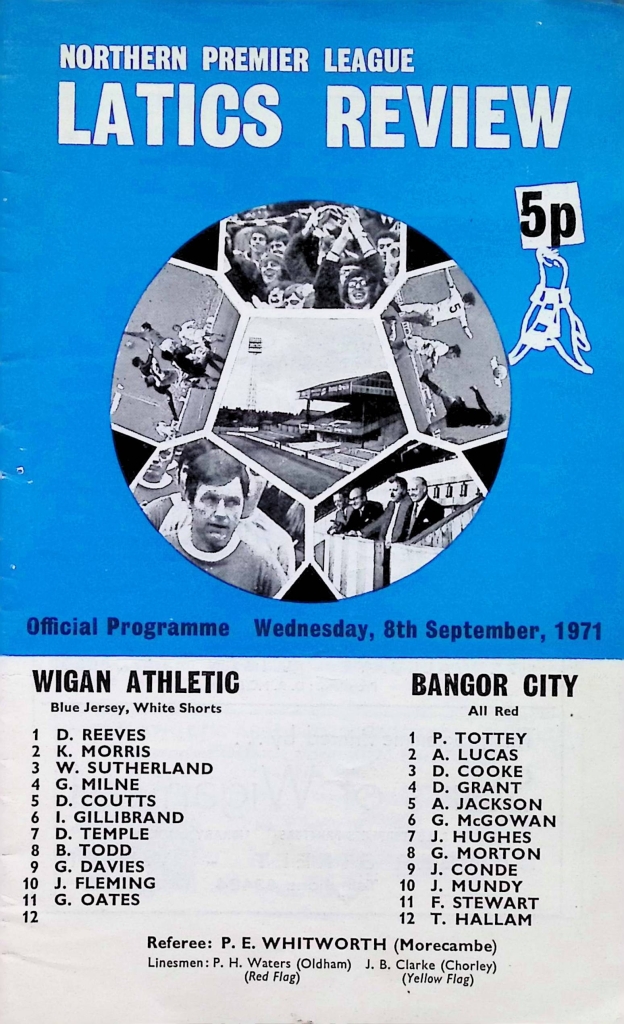 NORTHERN PREMIER LEAGUE
LATICS REVIEW
5p
5
Official Programme Wednesday, 8th September, 1971
WIGAN ATHLETIC
Blue Jersey, White Shorts
1 D. REEVES
2 K. MORRIS
3 W. SUTHERLAND
4 G. MILNE
5 D. COUTTS
6 I. GILLIBRAND
7 D. TEMPLE
8 B. TODD
9 G. DAVIES
10 J. FLEMING
11 G. OATES
12
BANGOR CITY
All Red
1 P. TOTTEY
2 A. LUCAS
3 D. COOKE
4 D. GRANT
5 A. JACKSON
6 G. McGOWAN
7 J. HUGHES
8 G. MORTON
9 J. CONDE
10 J. MUNDY
11 F. STEWART
12 T. HALLAM
Referee: P. E. WHITWORTH (Morecambe)
Linesmen: P. H. Waters (Oldham) J. B. Clarke (Chorley)
(Red Flag) (Yellow Flag)